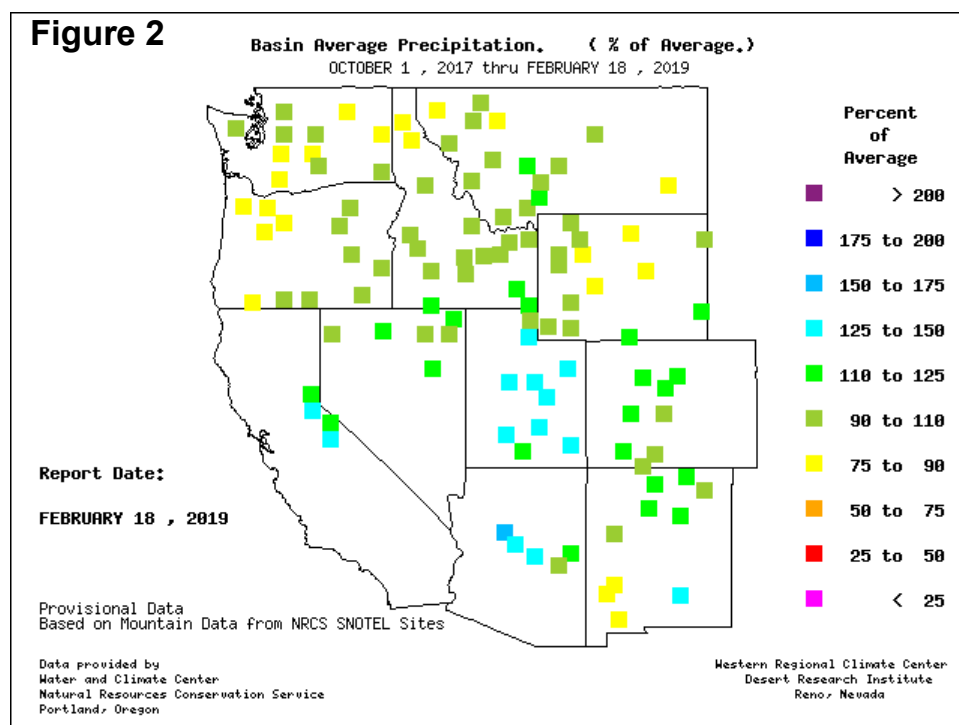 Figure 2
Basin Average Precipitation. ( % of Average.)
OCTOBER 1 , 2017 thru FEBRUARY 18 , 2019
Percent
of
Average
> 200
175 to 200
150 to 175
125 to 150
110 to 125
90 to 110
75 to 90
50 to 75
25 to 50
< 25
Report Date:
FEBRUARY 18 , 2019
Provisional Data
Based on Mountain Data from NRCS SNOTEL Sites
Data provided by
Water and Climate Center
Natural Resources Conservation Service
Portland, Oregon
Western Regional Climate Center
Desert Research Institute
Reno, Nevada